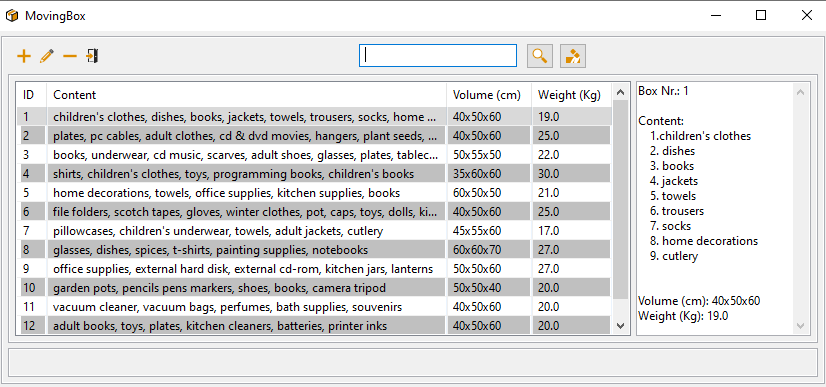 MovingBox
ID Content Volume (cm) Weight (Kg)
1 children's clothes, dishes, books, jackets, towels, trousers, socks, home ... 40x50x60 19.0
2 plates, pc cables, adult clothes, cd & dvd movies, hangers, plant seeds, ... 40x50x60 25.0
3 books, underwear, cd music, scarves, adult shoes, glasses, plates, tablec... 50x55x50 22.0
4 shirts, children's clothes, toys, programming books, children's books 35x60x60 30.0
5 home decorations, towels, office supplies, kitchen supplies, books 60x50x50 21.0
6 file folders, scotch tapes, gloves, winter clothes, pot, caps, toys, dolls, ki... 40x50x60 25.0
7 pillowcases, children's underwear, towels, adult jackets, cutlery 45x55x60 17.0
8 glasses, dishes, spices, t-shirts, painting supplies, notebooks 60x60x70 27.0
9 office supplies, external hard disk, external cd-rom, kitchen jars, lanterns 50x50x60 27.0
10 garden pots, pencils pens markers, shoes, books, camera tripod 50x50x40 20.0
11 vacuum cleaner, vacuum bags, perfumes, bath supplies, souvenirs 40x50x60 20.0
12 adult books, toys, plates, kitchen cleaners, batteries, printer inks 40x50x60 20.0
Box Nr.: 1
Content:
1.children's clothes
2. dishes
3. books
4. jackets
5. towels
6. trousers
7. socks
8. home decorations
9. cutlery
Volume (cm): 40x50x60
Weight (Kg): 19.0